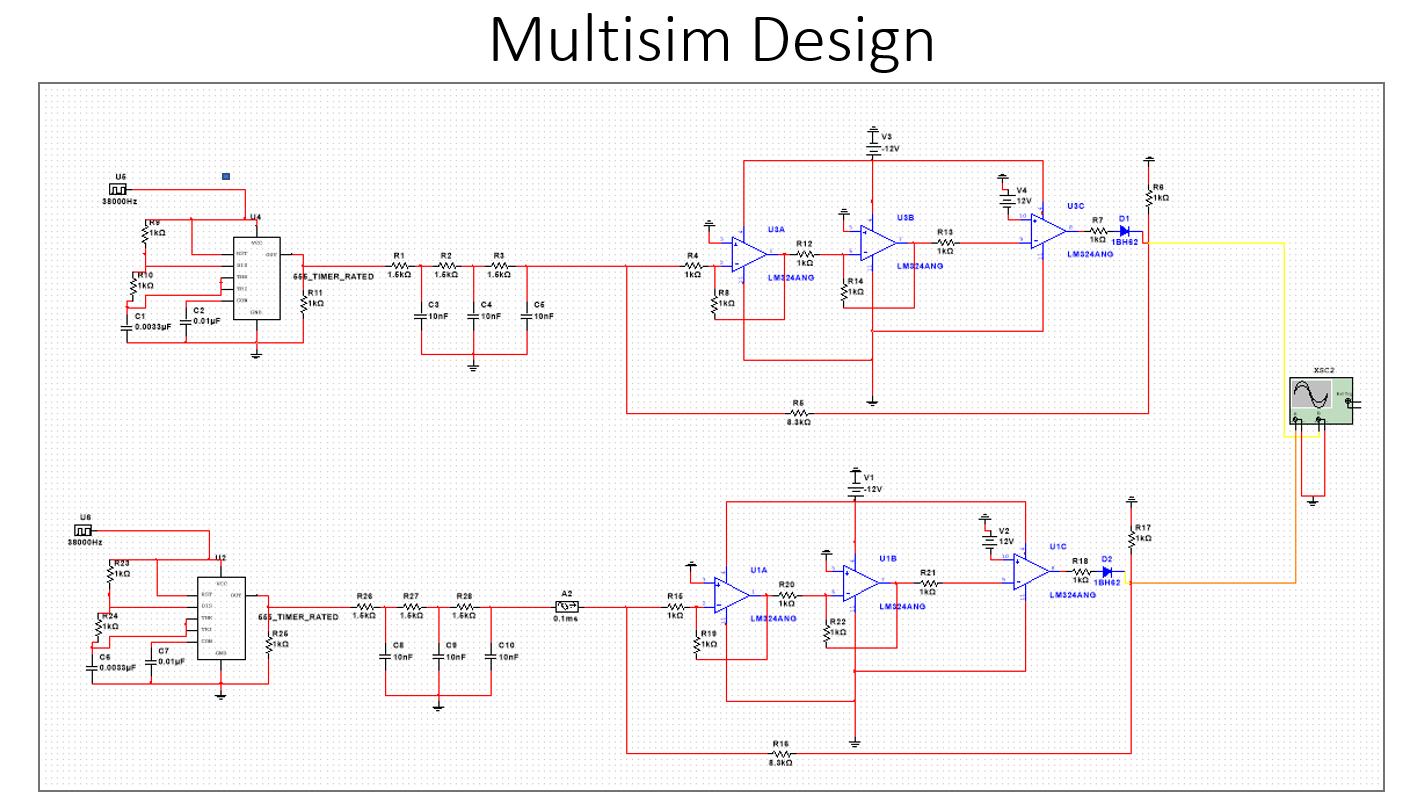 Multisim Design
U5
38000Hz
R9
1kΩ
R10
1kΩ
C1
0.0033µF
C2
0.01µF
U4
VCC
RST
OUT
DIS
THR
TRI
CON
GND
555_TIMER_RATED
R11
1kΩ
R1
1.5kΩ
R2
1.5kΩ
R3
1.5kΩ
C3
10nF
C4
10nF
C5
10nF
R4
1kΩ
R8
1kΩ
U3A
LM324ANG
R12
1kΩ
R14
1kΩ
V3
-12V
U3B
LM324ANG
R13
1kΩ
V4
12V
U3C
LM324ANG
R7
1kΩ
D1
1BH62
R6
1kΩ
R5
8.3kΩ
XSC2
U6
38000Hz
R23
1kΩ
R24
1kΩ
C6
0.0033µF
C7
0.01µF
U2
VCC
RST
OUT
DIS
THR
TRI
CON
GND
555_TIMER_RATED
R25
1kΩ
R26
1.5kΩ
R27
1.5kΩ
R28
1.5kΩ
C8
10nF
C9
10nF
C10
10nF
A2
0.1ms
R15
1kΩ
R19
1kΩ
U1A
LM324ANG
R20
1kΩ
R22
1kΩ
V1
-12V
U1B
LM324ANG
R21
1kΩ
V2
12V
U1C
LM324ANG
R18
1kΩ
D2
1BH62
R17
1kΩ
R16
8.3kΩ